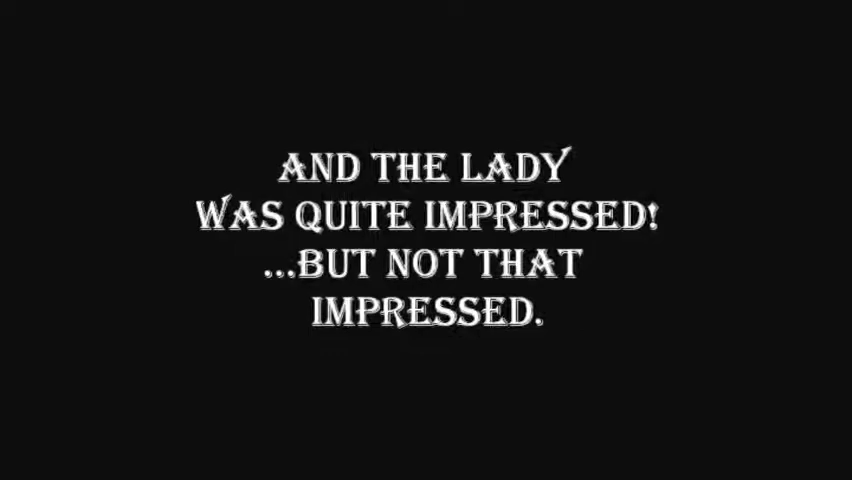 AND THE LADY
WAS QUITE IMPRESSED!
...BUT NOT THAT
IMPRESSED.